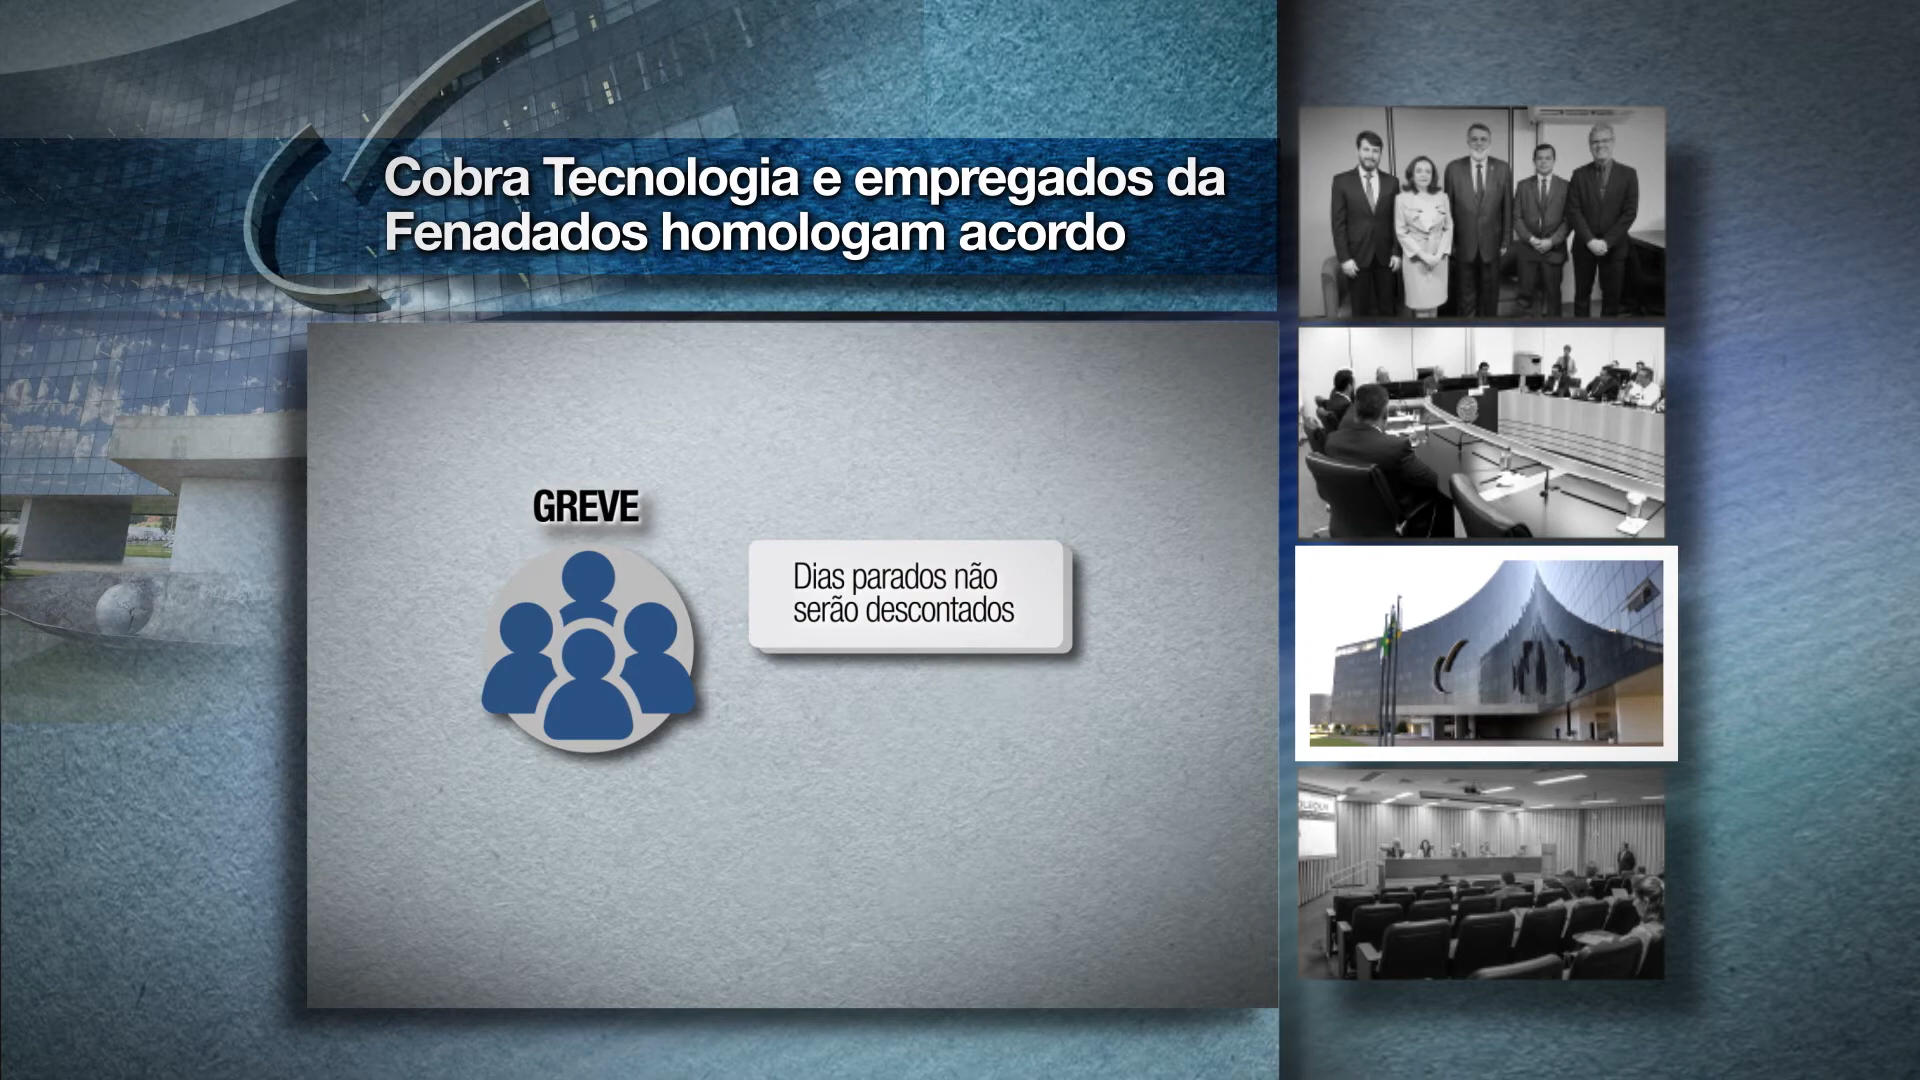 Cobra Tecnologia e empregados da
Fenadados homologam acordo
GREVE
Dias parados não
serão descontados